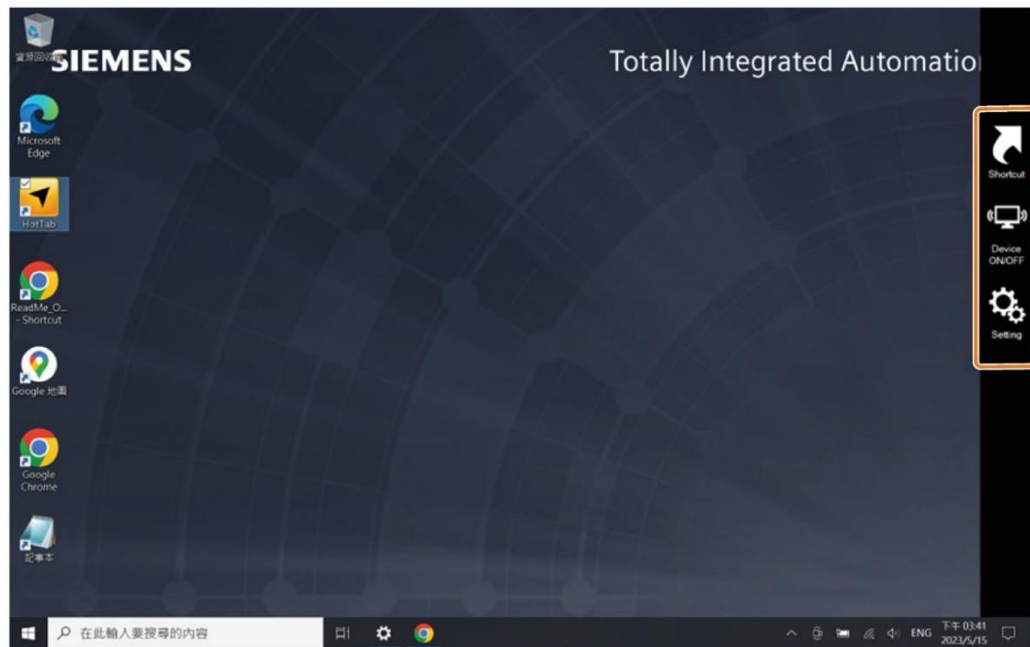 SIEMENS
Totally Integrated Automatio
Microsoft
Edge
HotTab
ReadMe_O...
- Shortcut
Google 地圖
Google
Chrome
記事本
Shortcut
Device
ON/OFF
Setting
在此輸入要搜尋的內容
ENG
下午 03:41
2023/5/15